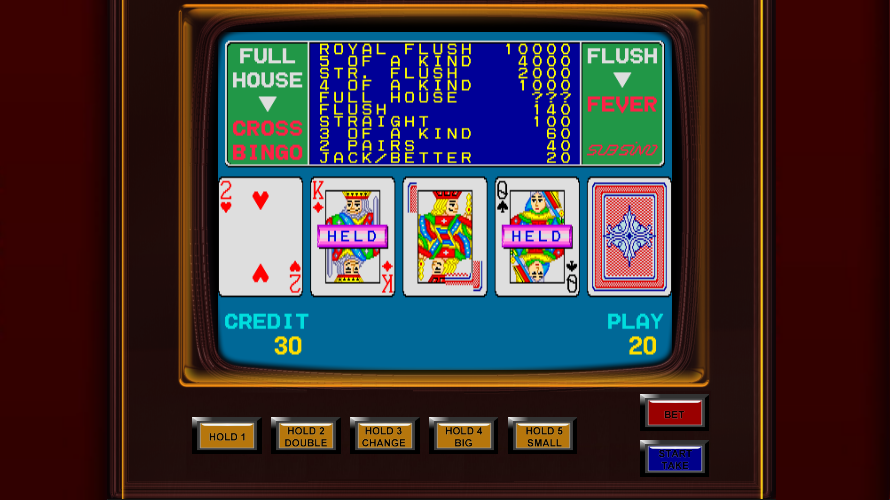 FULL
HOUSE
CROSS
BINGO
ROYAL FLUSH 10000
5 OF A KIND 4000
STR. FLUSH 2000
4 OF A KIND 1000
FULL HOUSE ???
FLUSH 140
STRAIGHT 100
3 OF A KIND 60
2 PAIRS 40
JACK/BETTER 20
FLUSH
FEVER
SUBSINO
2
2
K
HELD
K
Q
HELD
Q
CREDIT
30
PLAY
20
HOLD 1
HOLD 2
DOUBLE
HOLD 3
CHANGE
HOLD 4
BIG
HOLD 5
SMALL
BET
START
TAKE